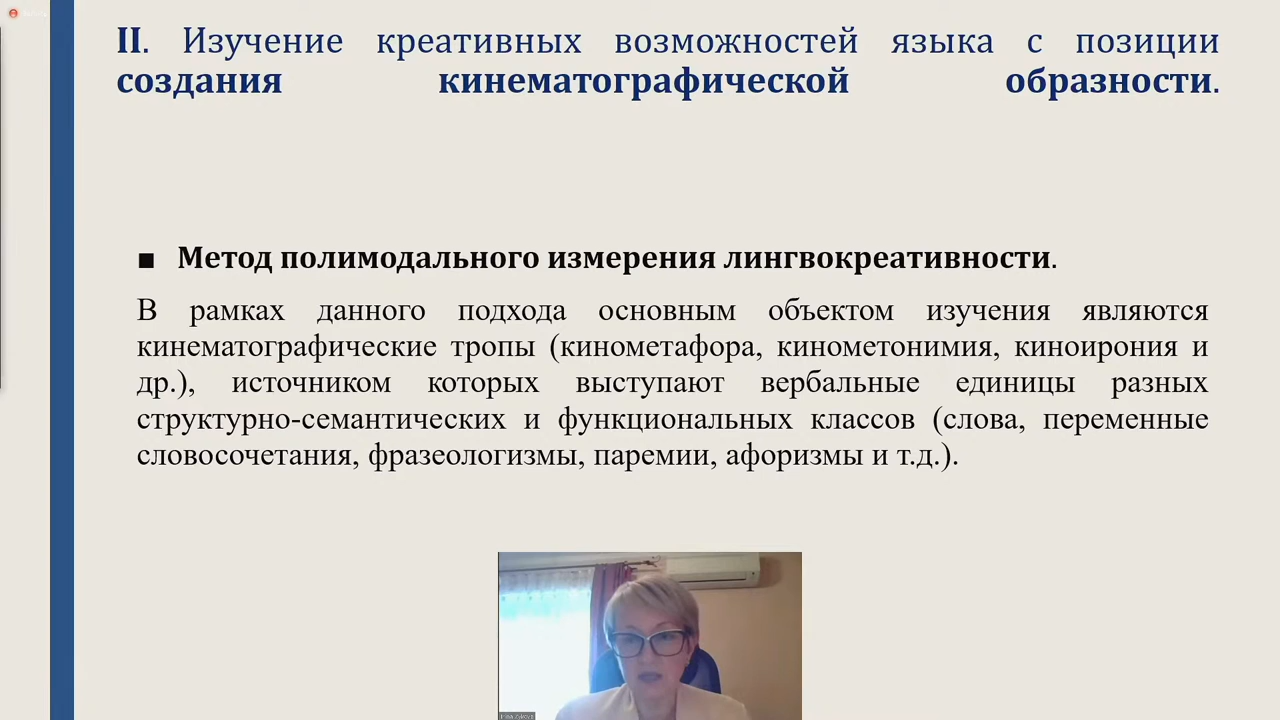 II. Изучение креативных возможностей языка с позиции
создания кинематографической образности.
■ Метод полимодального измерения лингвокреативности.
В рамках данного подхода основным объектом изучения являются
кинематографические тропы (кинометафора, кинометонимия, киноирония и
др.), источником которых выступают вербальные единицы разных
структурно-семантических и функциональных классов (слова, переменные
словосочетания, фразеологизмы, паремии, афоризмы и т.д.).